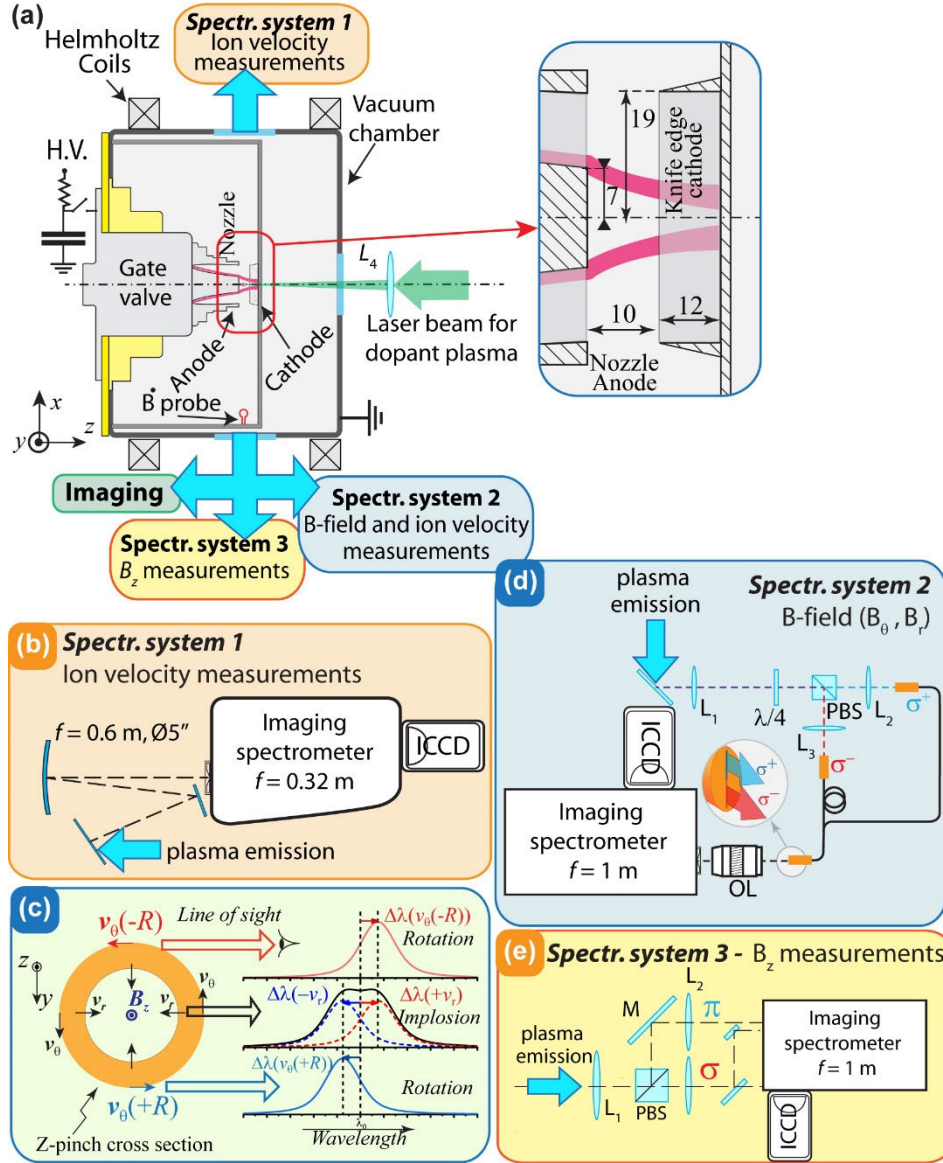 (a)
Spectr. system 1
Ion velocity
measurements
Helmholtz
Coils
Vacuum
chamber
H.V.
Nozzle
L4
Gate
valve
Laser beam for
dopant plasma
Anode
Cathode
Ḃ probe
x
y
z
19
7
Knife edge
cathode
10
12
Nozzle
Anode
Imaging
Spectr. system 2
B-field and ion velocity
measurements
Spectr. system 3
Bz measurements
(b)
Spectr. system 1
Ion velocity measurements
f = 0.6 m, Ø5”
Imaging
spectrometer
f = 0.32 m
ICCD
plasma emission
(c)
vθ(-R)
Line of sight
Δλ(vθ(-R))
Rotation
z
y
vr
Bz
vr
vθ
vθ
Δλ(-vr)
Δλ(+vr)
Implosion
Δλ(vθ(+R))
Rotation
vθ(+R)
λ0
Wavelength
Z-pinch cross section
(d)
plasma
emission
Spectr. system 2
B-field (Bθ , Br)
L1
λ/4
PBS
L2
σ+
L3
σ-
ICCD
σ+
σ-
Imaging
spectrometer
f = 1 m
OL
(e)
Spectr. system 3 - Bz measurements
plasma
emission
L1
PBS
M
L2
π
σ
Imaging
spectrometer
f = 1 m
ICCD